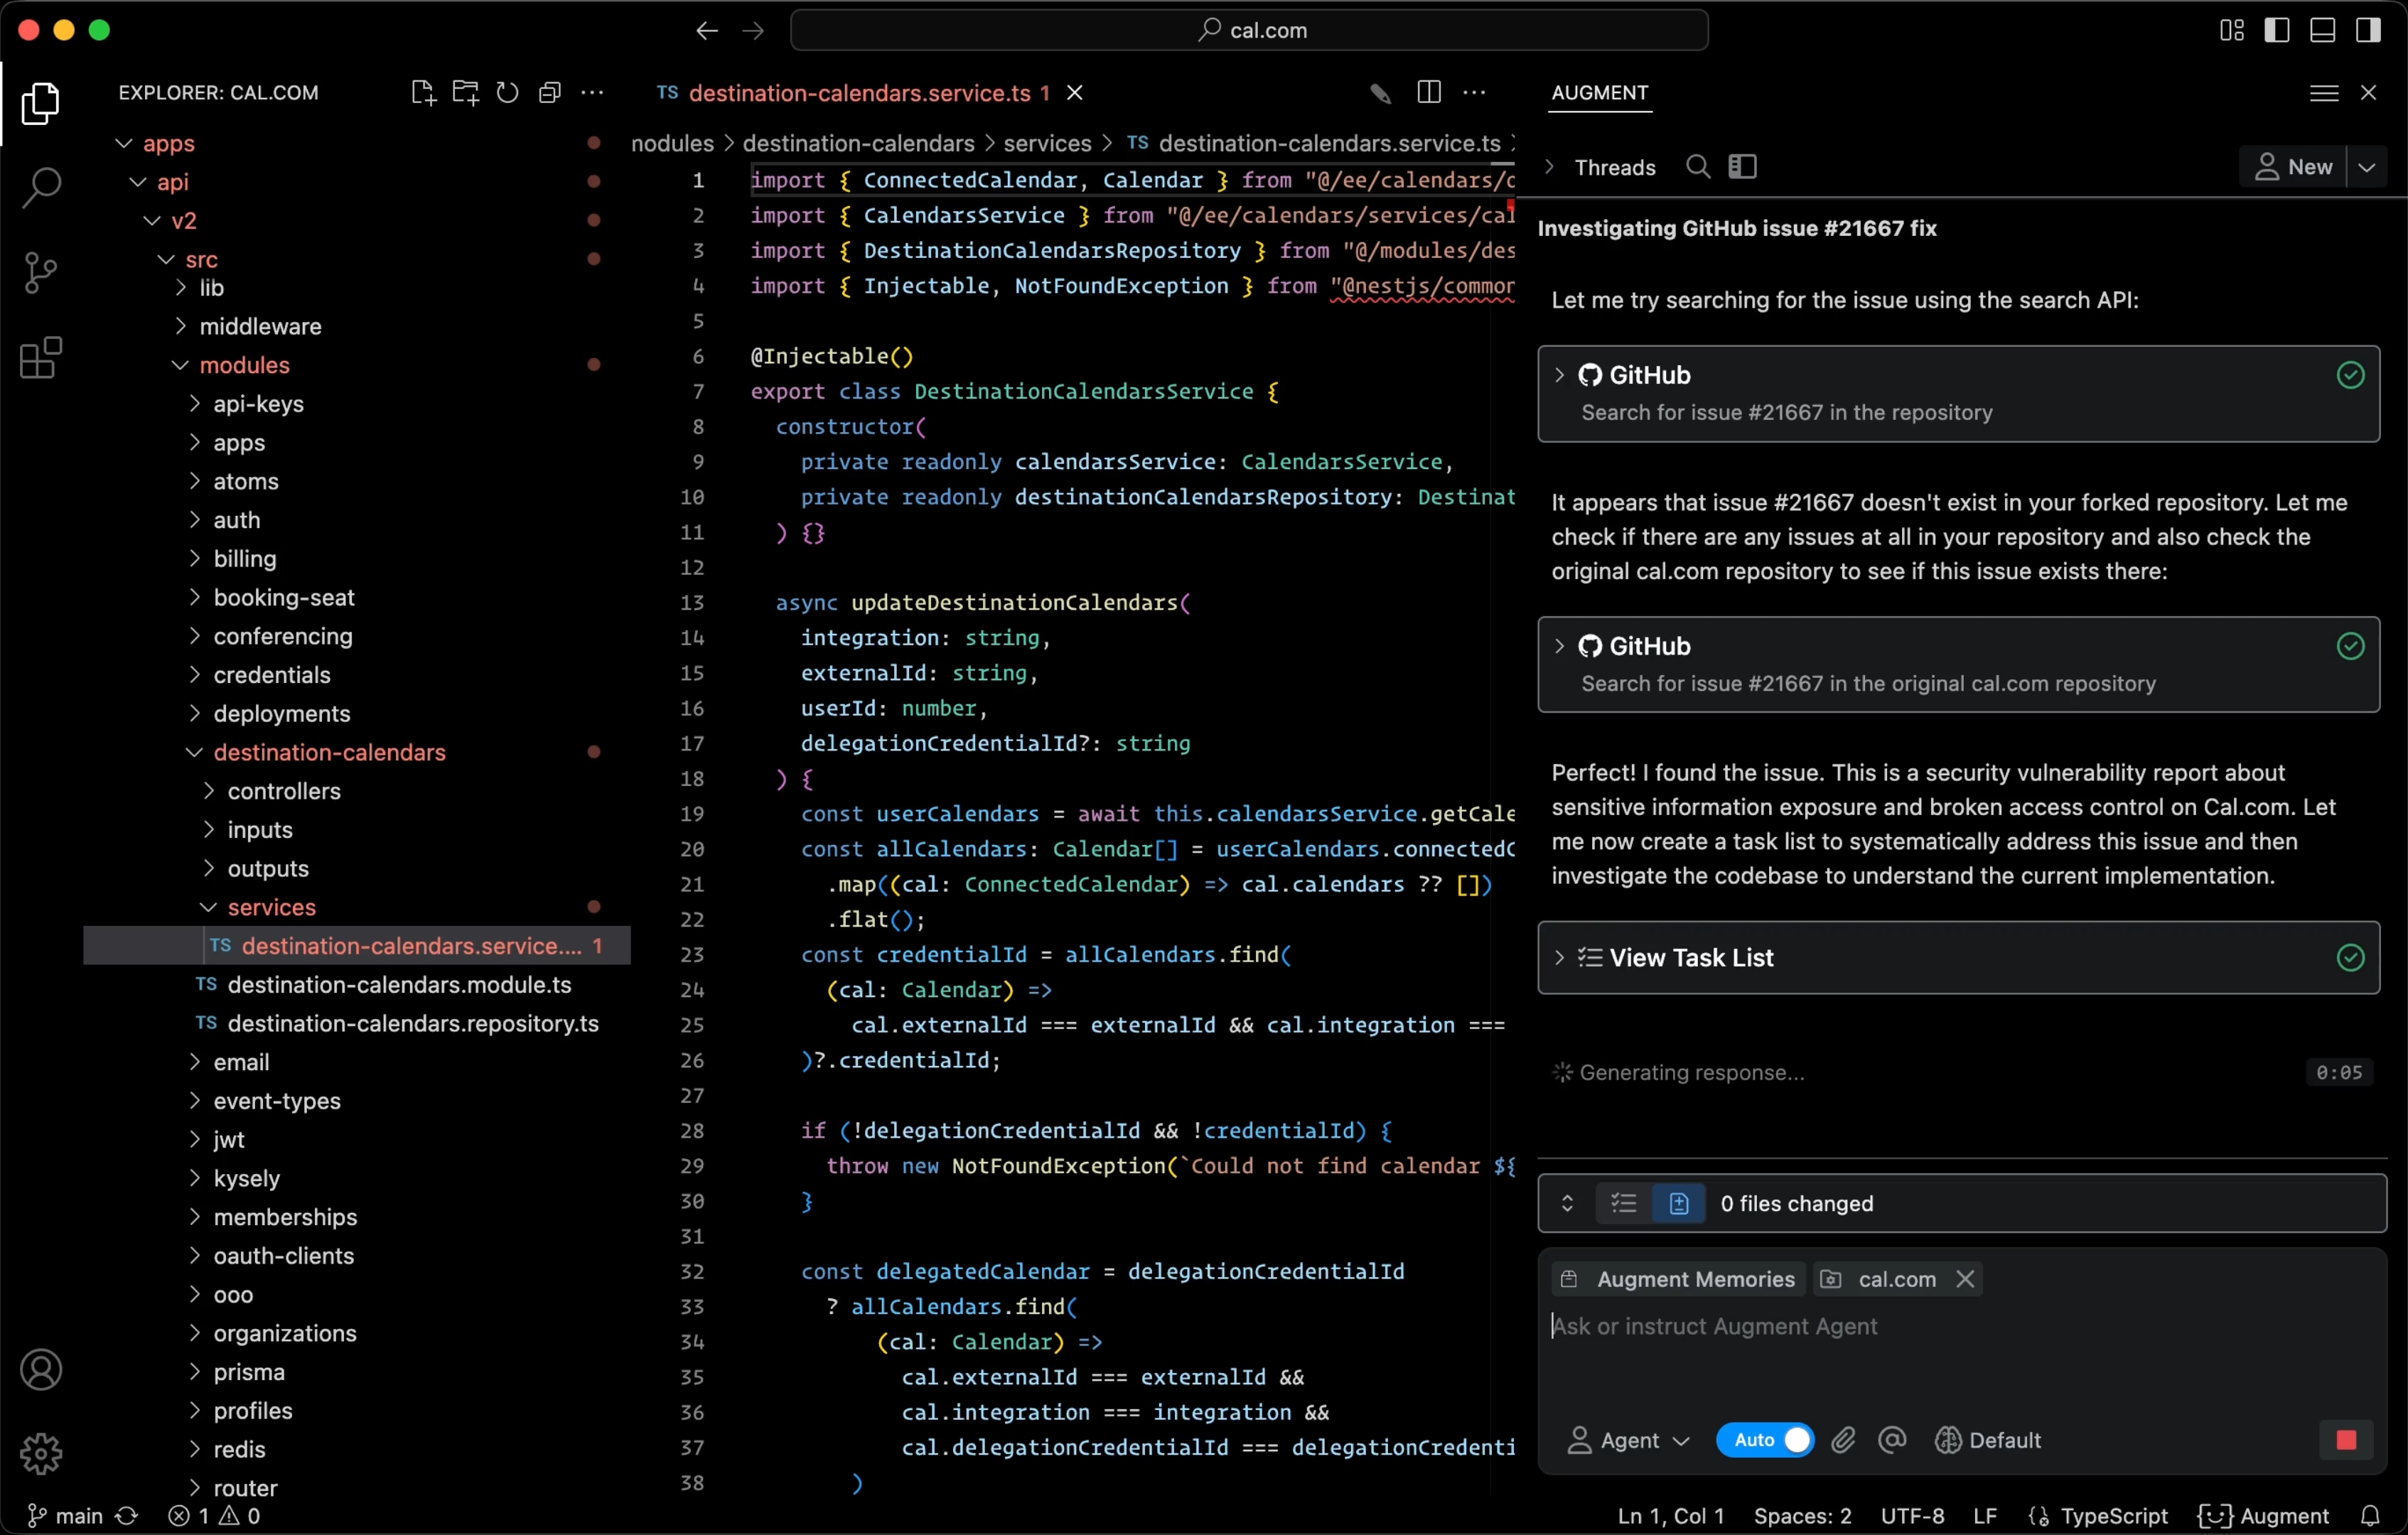 cal.com
EXPLORER: CAL.COM
apps
api
v2
src
lib
middleware
modules
api-keys
apps
atoms
auth
billing
booking-seat
conferencing
credentials
deployments
destination-calendars
controllers
inputs
outputs
services
TS destination-calendars.service.... 1
TS destination-calendars.module.ts
TS destination-calendars.repository.ts
email
event-types
jwt
kysely
memberships
oauth-clients
ooo
organizations
prisma
profiles
redis
router
TS destination-calendars.service.ts 1
nodules > destination-calendars > services > TS destination-calendars.service.ts
1 import { ConnectedCalendar, Calendar } from "@/ee/calendars/c
2 import { CalendarsService } from "@/ee/calendars/services/cal
3 import { DestinationCalendarsRepository } from "@/modules/des
4 import { Injectable, NotFoundException } from "@nestjs/common
5
6 @Injectable()
7 export class DestinationCalendarsService {
8 constructor(
9 private readonly calendarsService: CalendarsService,
10 private readonly destinationCalendarsRepository: Destinat
11 ) {}
12
13 async updateDestinationCalendars(
14 integration: string,
15 externalId: string,
16 userId: number,
17 delegationCredentialId?: string
18 ) {
19 const userCalendars = await this.calendarsService.getCale
20 const allCalendars: Calendar[] = userCalendars.connectedC
21 .map((cal: ConnectedCalendar) => cal.calendars ?? [])
22 .flat();
23 const credentialId = allCalendars.find(
24 (cal: Calendar) =>
25 cal.externalId === externalId && cal.integration ===
26 )?.credentialId;
27
28 if (!delegationCredentialId && !credentialId) {
29 throw new NotFoundException(`Could not find calendar ${
30 }
31
32 const delegatedCalendar = delegationCredentialId
33 ? allCalendars.find(
34 (cal: Calendar) =>
35 cal.externalId === externalId &&
36 cal.integration === integration &&
37 cal.delegationCredentialId === delegationCredenti
38 )
AUGMENT
Threads
New
Investigating GitHub issue #21667 fix
Let me try searching for the issue using the search API:
GitHub
Search for issue #21667 in the repository
It appears that issue #21667 doesn't exist in your forked repository. Let me
check if there are any issues at all in your repository and also check the
original cal.com repository to see if this issue exists there:
GitHub
Search for issue #21667 in the original cal.com repository
Perfect! I found the issue. This is a security vulnerability report about
sensitive information exposure and broken access control on Cal.com. Let
me now create a task list to systematically address this issue and then
investigate the codebase to understand the current implementation.
View Task List
Generating response...
0:05
0 files changed
Augment Memories
cal.com
Ask or instruct Augment Agent
Agent
Auto
Default
main
1
0
Ln 1, Col 1
Spaces: 2
UTF-8
LF
TypeScript
Augment